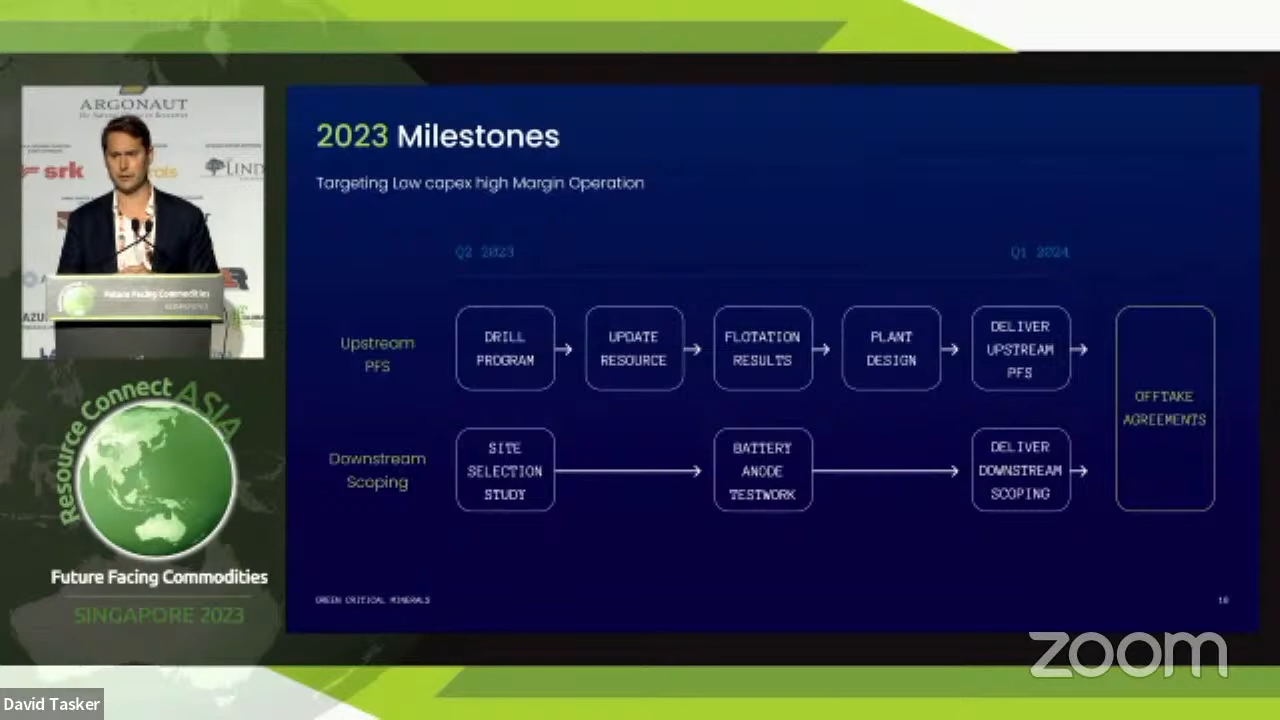 ARGONAUT
srk
LIND
Future Facing Commodities
Resource Connect ASIA
Future Facing Commodities
SINGAPORE 2023
2023 Milestones
Targeting Low capex high Margin Operation
Q2 2023
Q1 2024
Upstream
PFS
DRILL
PROGRAM
UPDATE
RESOURCE
FLOTATION
RESULTS
PLANT
DESIGN
DELIVER
UPSTREAM
PFS
OFFTAKE
AGREEMENTS
Downstream
Scoping
SITE
SELECTION
STUDY
BATTERY
ANODE
TESTWORK
DELIVER
DOWNSTREAM
SCOPING
GREEN CRITICAL MINERALS
zoom
David Tasker